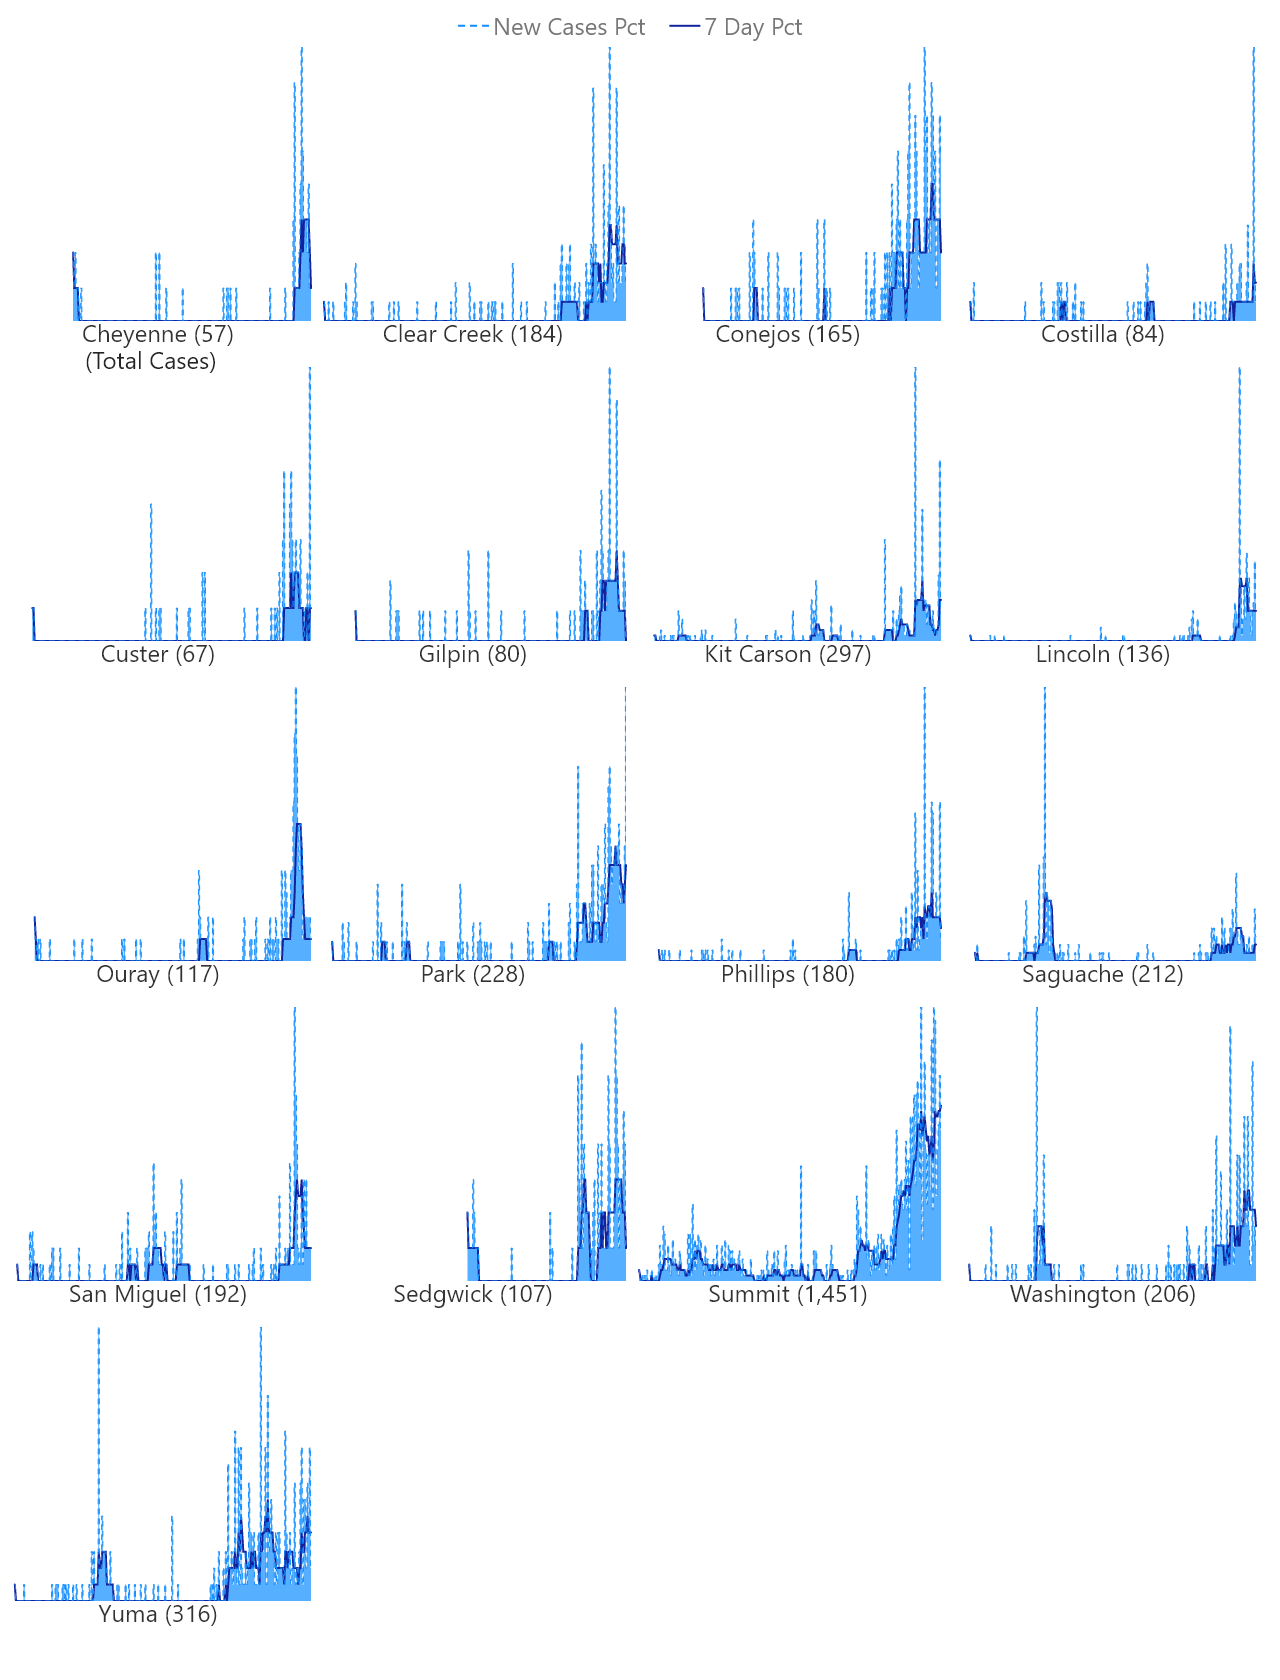 New Cases Pct 7 Day Pct
Cheyenne (57) Clear Creek (184) Conejos (165) Costilla (84)
(Total Cases)
Custer (67) Gilpin (80) Kit Carson (297) Lincoln (136)
Ouray (117) Park (228) Phillips (180) Saguache (212)
San Miguel (192) Sedgwick (107) Summit (1,451) Washington (206)
Yuma (316)